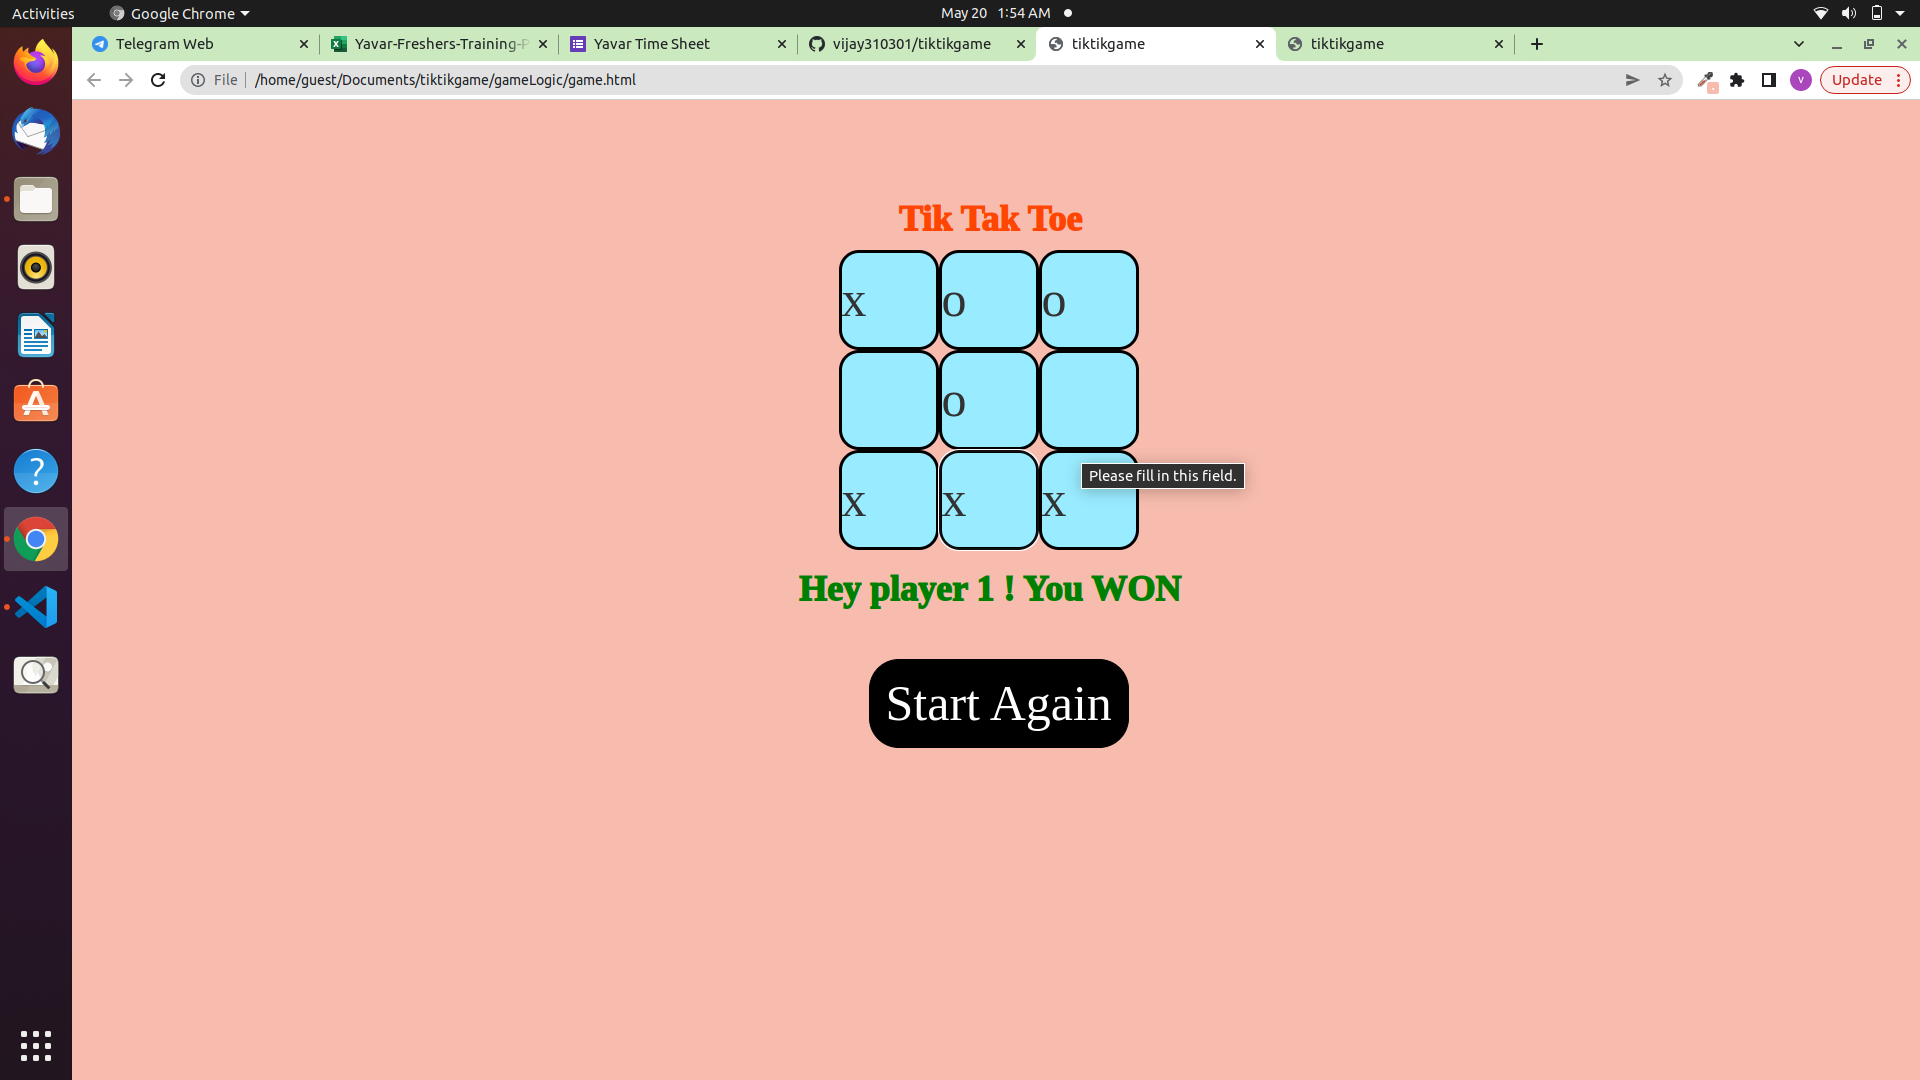 Activities Google Chrome May 20 1:54 AM
Telegram Web Yavar-Freshers-Training-P Yavar Time Sheet vijay310301/tiktikgame tiktikgame tiktikgame
File /home/guest/Documents/tiktikgame/gameLogic/game.html V Update
Tik Tak Toe
x o o
o
Please fill in this field.
x x x
Hey player 1 ! You WON
Start Again